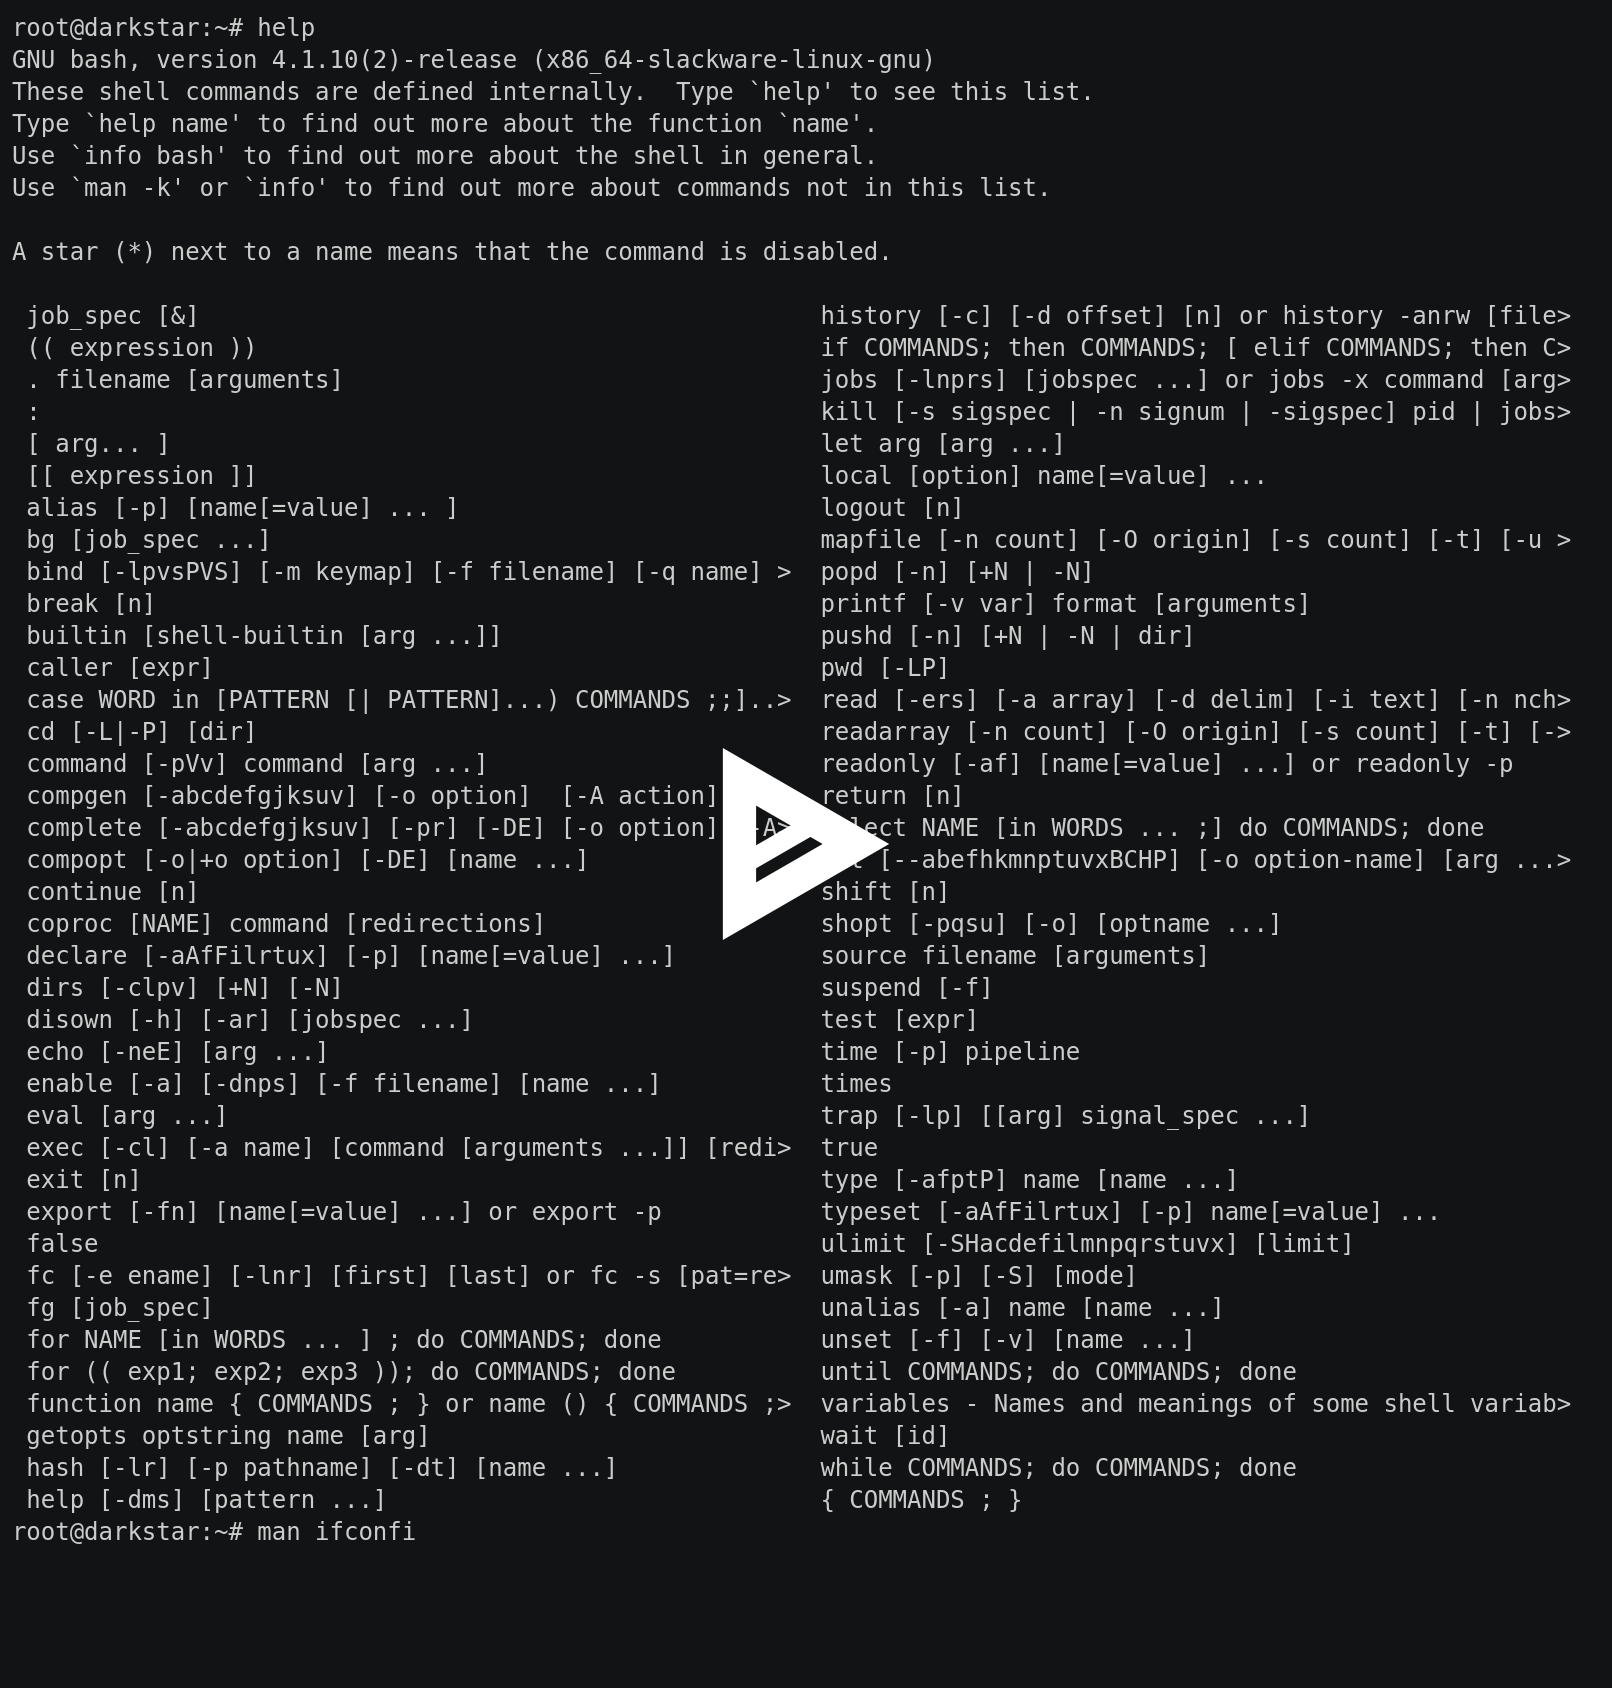 root@darkstar:~# help
GNU bash, version 4.1.10(2)-release (x86_64-slackware-linux-gnu)
These shell commands are defined internally.  Type `help' to see this list.
Type `help name' to find out more about the function `name'.
Use `info bash' to find out more about the shell in general.
Use `man -k' or `info' to find out more about commands not in this list.

A star (*) next to a name means that the command is disabled.

 job_spec [&]                                           history [-c] [-d offset] [n] or history -anrw [file>
 (( expression ))                                       if COMMANDS; then COMMANDS; [ elif COMMANDS; then C>
 . filename [arguments]                                 jobs [-lnprs] [jobspec ...] or jobs -x command [arg>
 :                                                      kill [-s sigspec | -n signum | -sigspec] pid | jobs>
 [ arg... ]                                             let arg [arg ...]
 [[ expression ]]                                       local [option] name[=value] ...
 alias [-p] [name[=value] ... ]                         logout [n]
 bg [job_spec ...]                                      mapfile [-n count] [-O origin] [-s count] [-t] [-u >
 bind [-lpvsPVS] [-m keymap] [-f filename] [-q name] >  popd [-n] [+N | -N]
 break [n]                                              printf [-v var] format [arguments]
 builtin [shell-builtin [arg ...]]                      pushd [-n] [+N | -N | dir]
 caller [expr]                                          pwd [-LP]
 case WORD in [PATTERN [| PATTERN]...) COMMANDS ;;]..>  read [-ers] [-a array] [-d delim] [-i text] [-n nch>
 cd [-L|-P] [dir]                                       readarray [-n count] [-O origin] [-s count] [-t] [->
 command [-pVv] command [arg ...]                       readonly [-af] [name[=value] ...] or readonly -p
 compgen [-abcdefgjksuv] [-o option]  [-A action]       return [n]
 complete [-abcdefgjksuv] [-pr] [-DE] [-o option]       NAME [in WORDS ... ;] do COMMANDS; done
 compopt [-o|+o option] [-DE] [name ...]                [--abefhkmnptuvxBCHP] [-o option-name] [arg ...>
 continue [n]                                           shift [n]
 coproc [NAME] command [redirections]                   shopt [-pqsu] [-o] [optname ...]
 declare [-aAfFilrtux] [-p] [name[=value] ...]          source filename [arguments]
 dirs [-clpv] [+N] [-N]                                 suspend [-f]
 disown [-h] [-ar] [jobspec ...]                        test [expr]
 echo [-neE] [arg ...]                                  time [-p] pipeline
 enable [-a] [-dnps] [-f filename] [name ...]           times
 eval [arg ...]                                         trap [-lp] [[arg] signal_spec ...]
 exec [-cl] [-a name] [command [arguments ...]] [redi>  true
 exit [n]                                               type [-afptP] name [name ...]
 export [-fn] [name[=value] ...] or export -p           typeset [-aAfFilrtux] [-p] name[=value] ...
 false                                                  ulimit [-SHacdefilmnpqrstuvx] [limit]
 fc [-e ename] [-lnr] [first] [last] or fc -s [pat=re>  umask [-p] [-S] [mode]
 fg [job_spec]                                          unalias [-a] name [name ...]
 for NAME [in WORDS ... ] ; do COMMANDS; done           unset [-f] [-v] [name ...]
 for (( exp1; exp2; exp3 )); do COMMANDS; done          until COMMANDS; do COMMANDS; done
 function name { COMMANDS ; } or name () { COMMANDS ;>  variables - Names and meanings of some shell variab>
 getopts optstring name [arg]                           wait [id]
 hash [-lr] [-p pathname] [-dt] [name ...]              while COMMANDS; do COMMANDS; done
 help [-dms] [pattern ...]                              { COMMANDS ; }
root@darkstar:~# man ifconfi